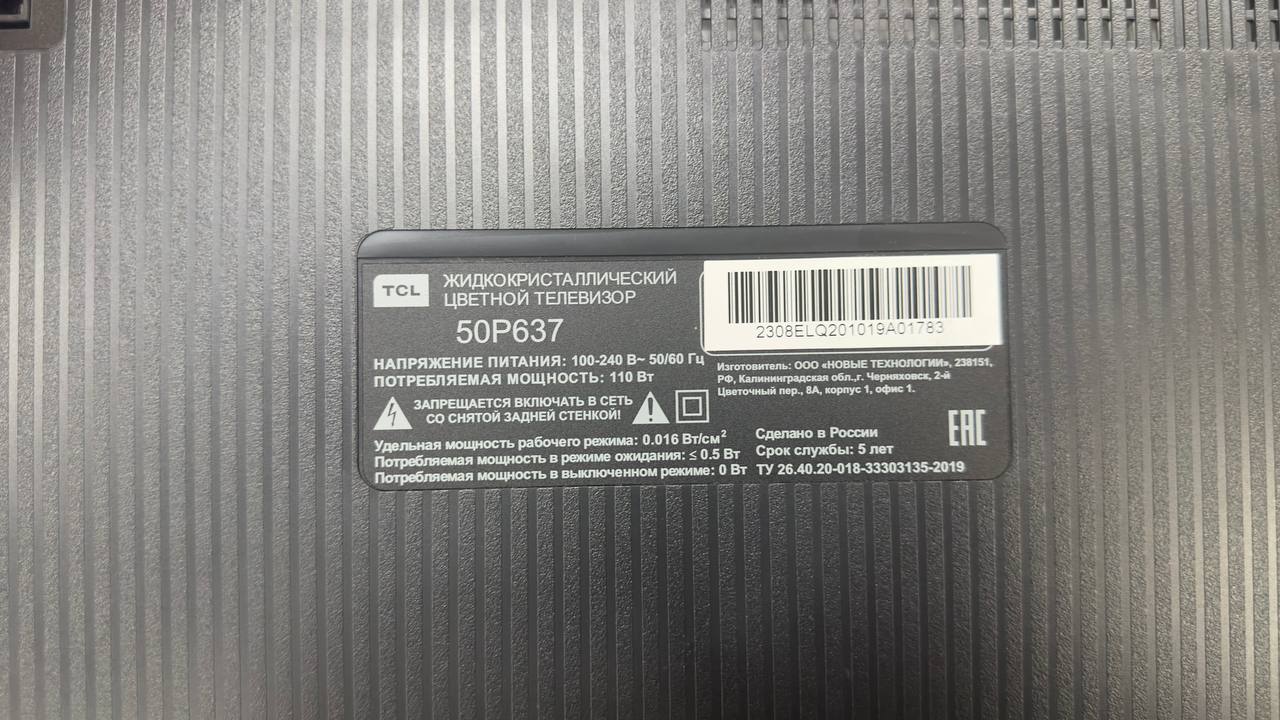 TCL
ЖИДКОКРИСТАЛЛИЧЕСКИЙ
ЦВЕТНОЙ ТЕЛЕВИЗОР
50P637
НАПРЯЖЕНИЕ ПИТАНИЯ: 100-240 В~ 50/60 Гц
ПОТРЕБЛЯЕМАЯ МОЩНОСТЬ: 110 Вт
ЗАПРЕЩАЕТСЯ ВКЛЮЧАТЬ В СЕТЬ
СО СНЯТОЙ ЗАДНЕЙ СТЕНКОЙ!
Удельная мощность рабочего режима: 0.016 Вт/см²
Потребляемая мощность в режиме ожидания: ≤ 0.5 Вт
Потребляемая мощность в выключенном режиме: 0 Вт
2308ELQ201019A01783
Изготовитель: ООО «НОВЫЕ ТЕХНОЛОГИИ», 238151,
РФ, Калининградская обл.,г. Черняховск, 2-й
Цветочный пер., 8А, корпус 1, офис 1.
EAC
Сделано в России
Срок службы: 5 лет
ТУ 26.40.20-018-33303135-2019